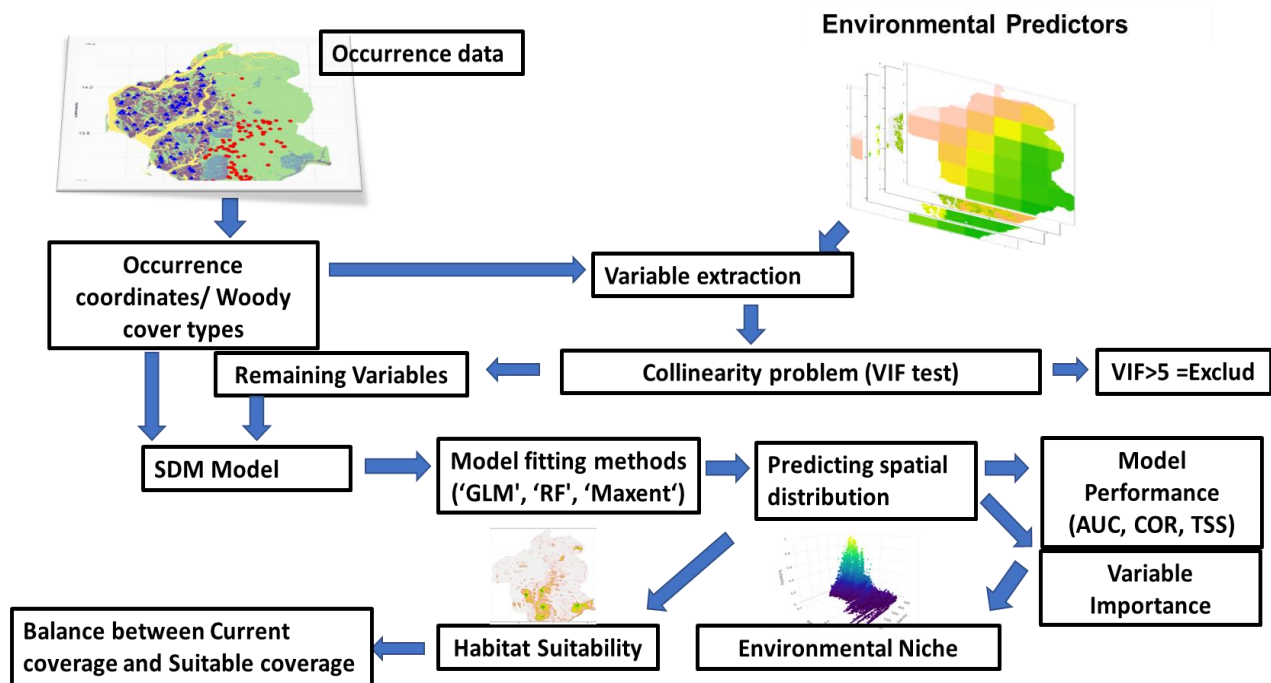 Environmental Predictors
Occurrence data
Occurrence
coordinates/ Woody
cover types
Variable extraction
Remaining Variables
Collinearity problem (VIF test)
VIF>5 =Exclud
SDM Model
Model fitting methods
(‘GLM', ‘RF', ‘Maxent‘)
Predicting spatial
distribution
Model
Performance
(AUC, COR, TSS)
Variable
Importance
Habitat Suitability
Environmental Niche
Balance between Current
coverage and Suitable coverage